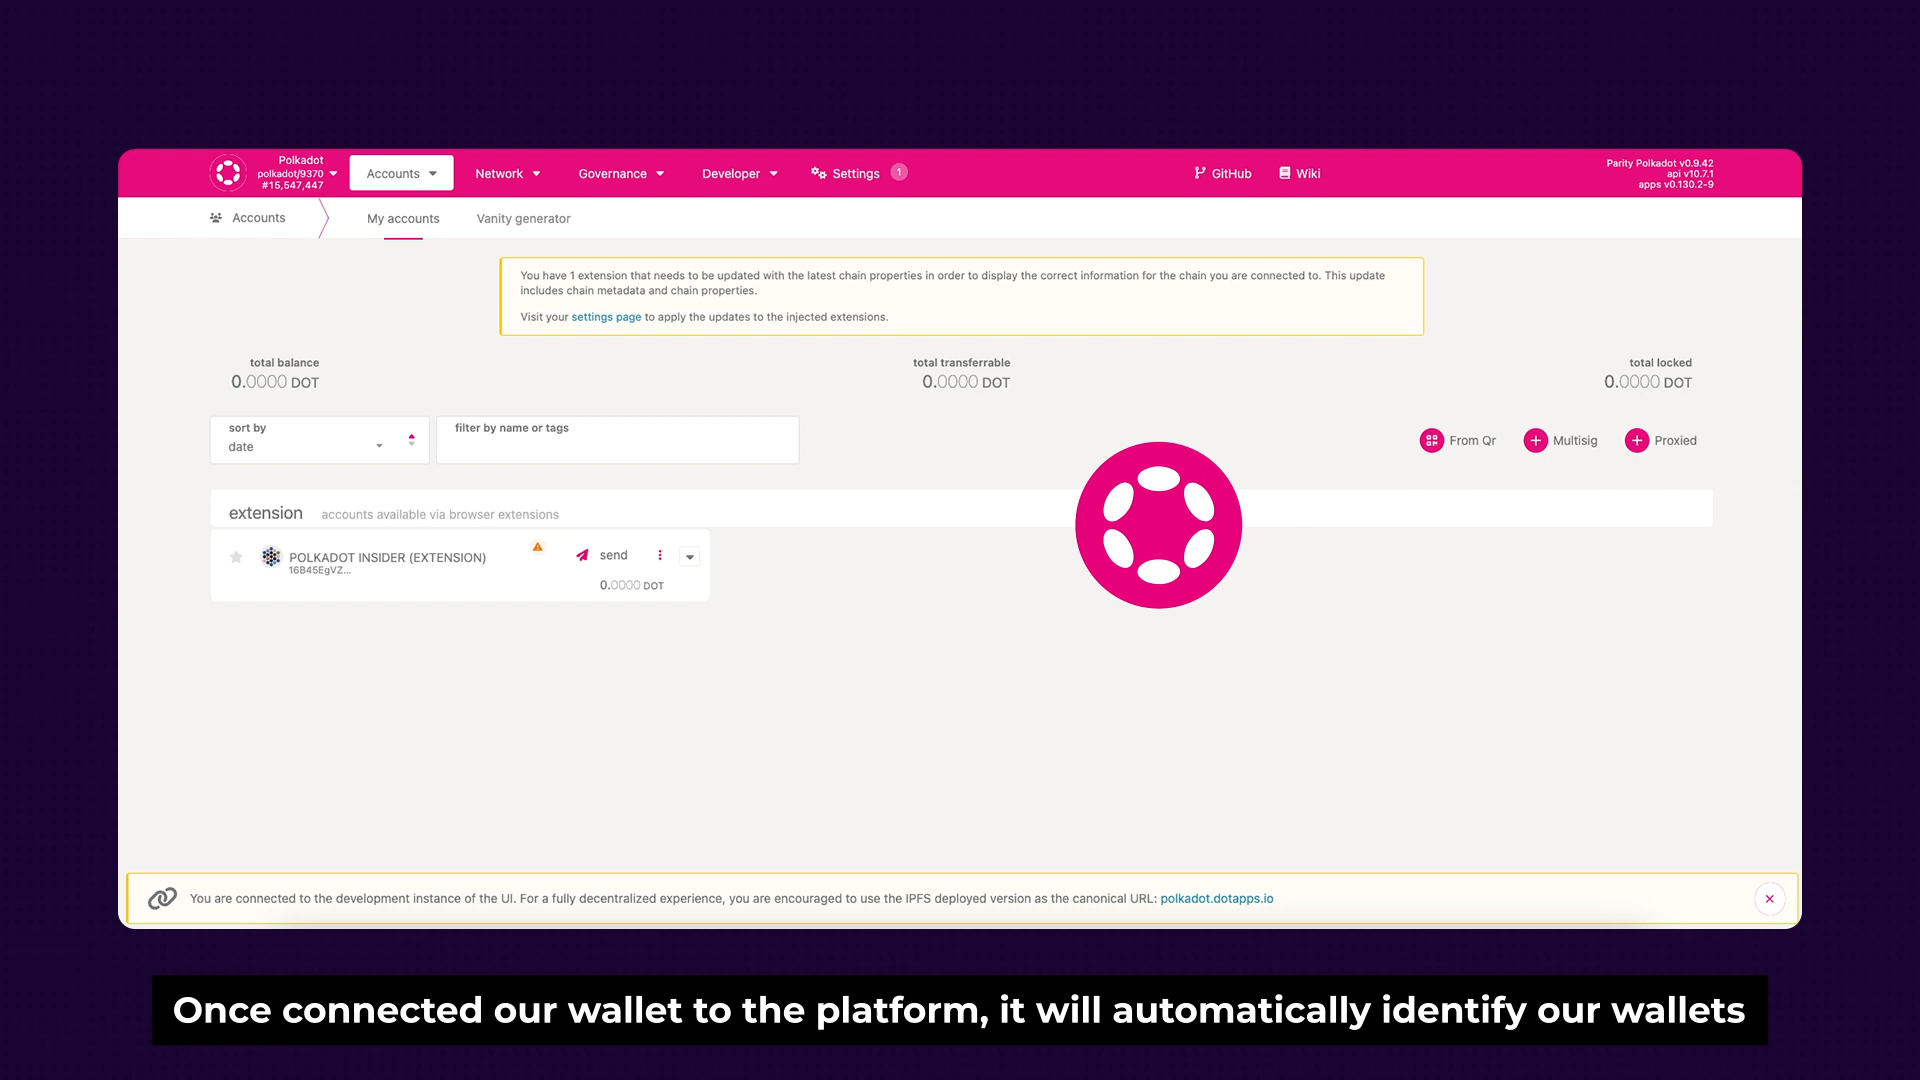 Polkadot
polkadot/9370
#15,547,447
Accounts
Network
Governance
Developer
Settings
1
GitHub
Wiki
Parity Polkadot v0.9.42
api v10.7.1
apps v0.130.2-9
Accounts
My accounts
Vanity generator
You have 1 extension that needs to be updated with the latest chain properties in order to display the correct information for the chain you are connected to. This update
includes chain metadata and chain properties.
Visit your settings page to apply the updates to the injected extensions.
total balance
0.0000 DOT
total transferrable
0.0000 DOT
total locked
0.0000 DOT
sort by
date
filter by name or tags
From Qr
Multisig
Proxied
extension accounts available via browser extensions
POLKADOT INSIDER (EXTENSION)
16B45EgVZ...
send
0.0000 DOT
You are connected to the development instance of the UI. For a fully decentralized experience, you are encouraged to use the IPFS deployed version as the canonical URL: polkadot.dotapps.io
Once connected our wallet to the platform, it will automatically identify our wallets